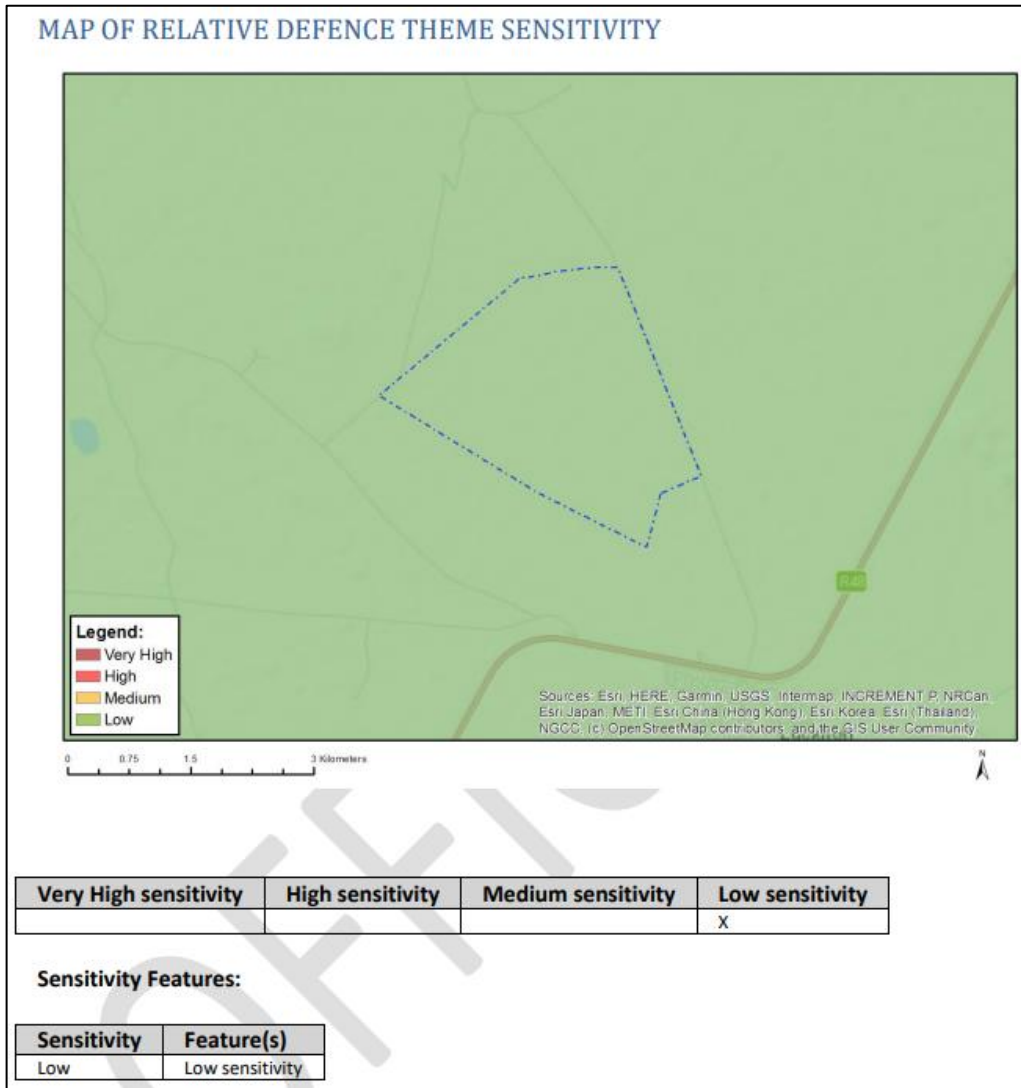 MAP OF RELATIVE DEFENCE THEME SENSITIVITY
Legend:
Very High
High
Medium
Low
Sources: Esri, HERE, Garmin, USGS, Intermap, INCREMENT P, NRCan,
Esri Japan, METI, Esri China (Hong Kong), Esri Korea, Esri (Thailand),
NGCC, (c) OpenStreetMap contributors, and the GIS User Community
0 0.75 1.5 3 Kilometers
N
Very High sensitivity High sensitivity Medium sensitivity Low sensitivity
X
Sensitivity Features:
Sensitivity Feature(s)
Low Low sensitivity